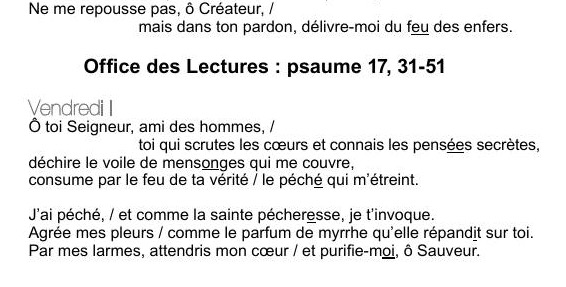 Ne me repousse pas, ô Créateur, /
mais dans ton pardon, délivre-moi du feu des enfers.
Office des Lectures : psaume 17, 31-51
Vendredi I
Ô toi Seigneur, ami des hommes, /
toi qui scrutes les cœurs et connais les pensées secrètes,
déchire le voile de mensonges qui me couvre,
consume par le feu de ta vérité / le péché qui m’étreint.
J’ai péché, / et comme la sainte pécheresse, je t’invoque.
Agrée mes pleurs / comme le parfum de myrrhe qu’elle répandit sur toi.
Par mes larmes, attendris mon cœur / et purifie-moi, ô Sauveur.